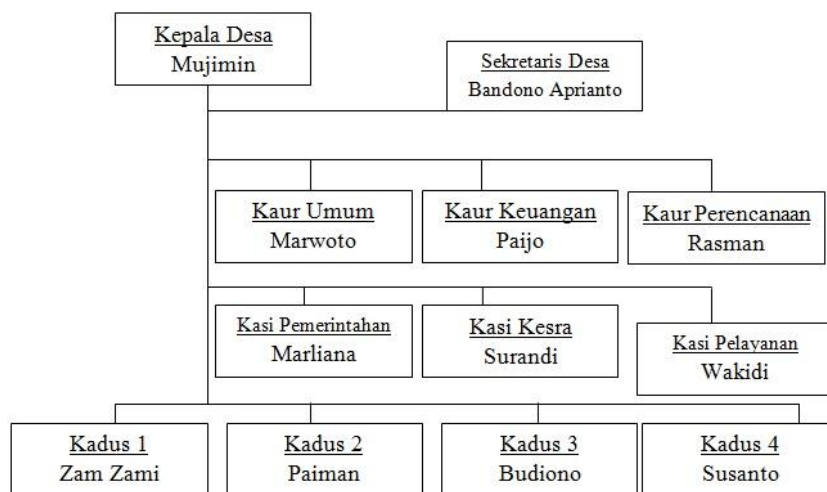 Kepala Desa
Mujimin
Sekretaris Desa
Bandono Aprianto
Kaur Umum
Marwoto
Kaur Keuangan
Paijo
Kaur Perencanaan
Rasman
Kasi Pemerintahan
Marliana
Kasi Kesra
Surandi
Kasi Pelayanan
Wakidi
Kadus 1
Zam Zami
Kadus 2
Paiman
Kadus 3
Budiono
Kadus 4
Susanto